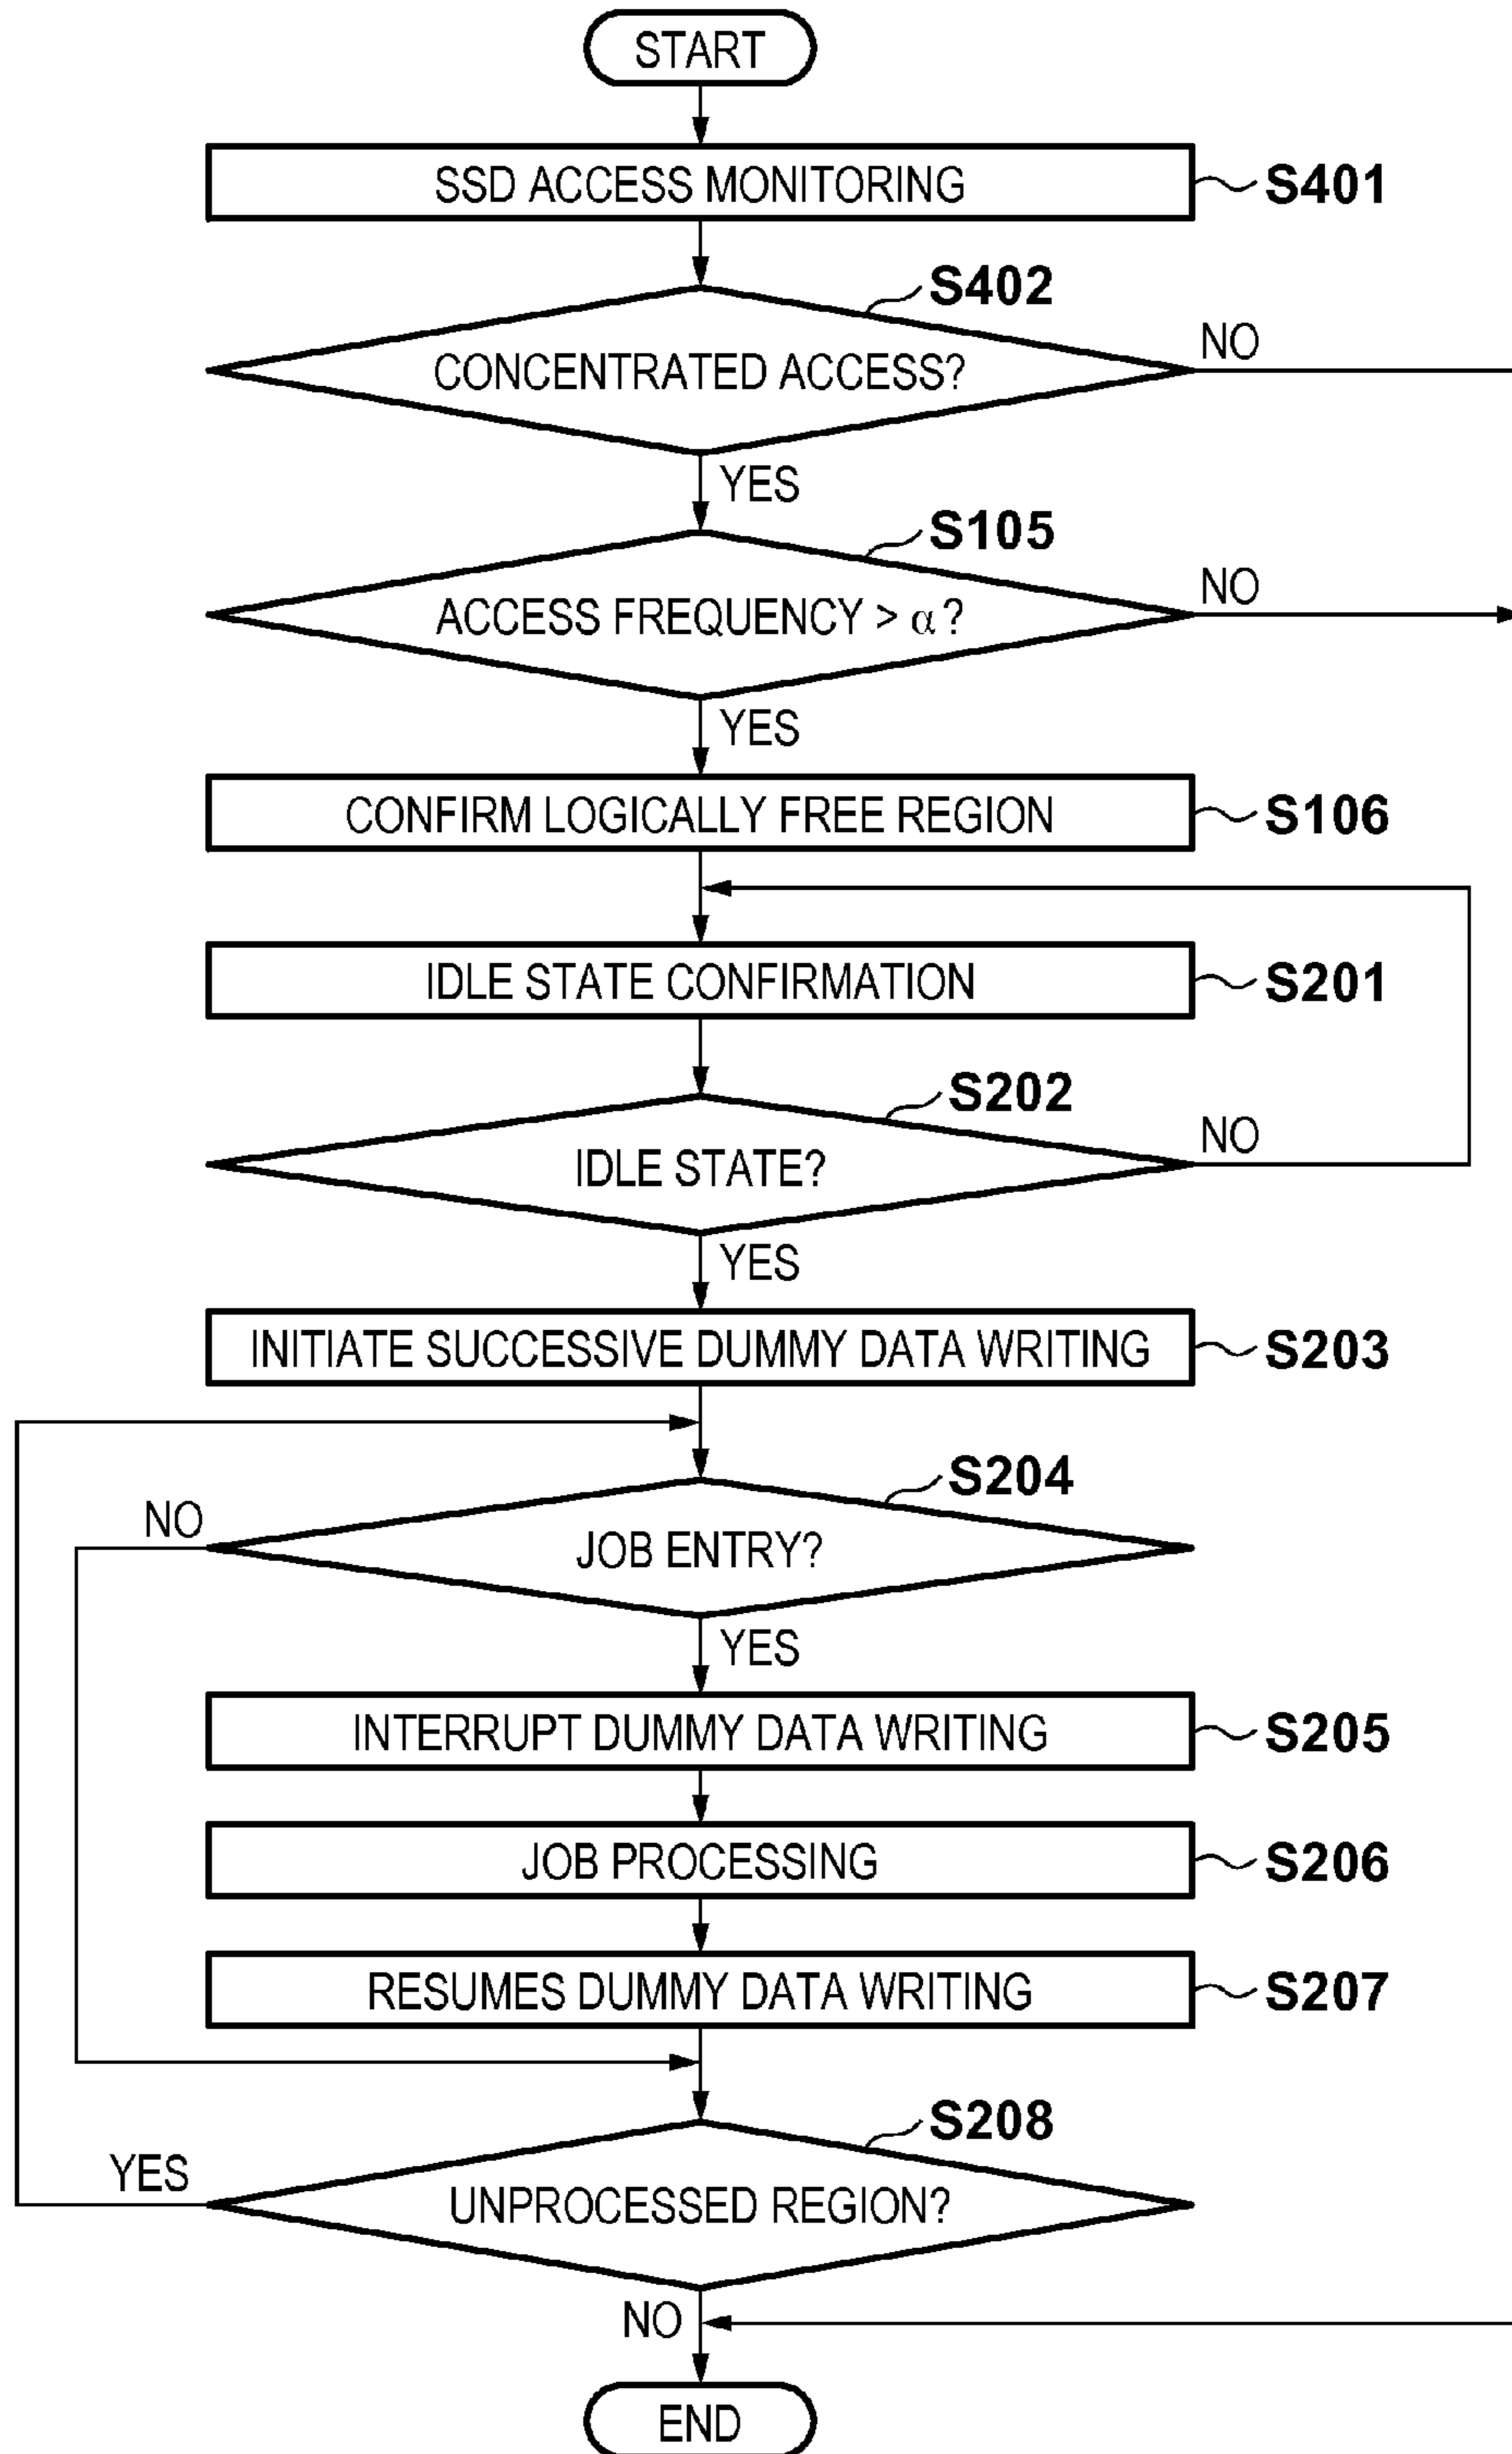 START
SSD ACCESS MONITORING
S401
S402
CONCENTRATED ACCESS?
NO
YES
S105
ACCESS FREQUENCY > α?
NO
YES
CONFIRM LOGICALLY FREE REGION
S106
IDLE STATE CONFIRMATION
S201
S202
IDLE STATE?
NO
YES
INITIATE SUCCESSIVE DUMMY DATA WRITING
S203
S204
NO
JOB ENTRY?
YES
INTERRUPT DUMMY DATA WRITING
S205
JOB PROCESSING
S206
RESUMES DUMMY DATA WRITING
S207
S208
YES
UNPROCESSED REGION?
NO
END